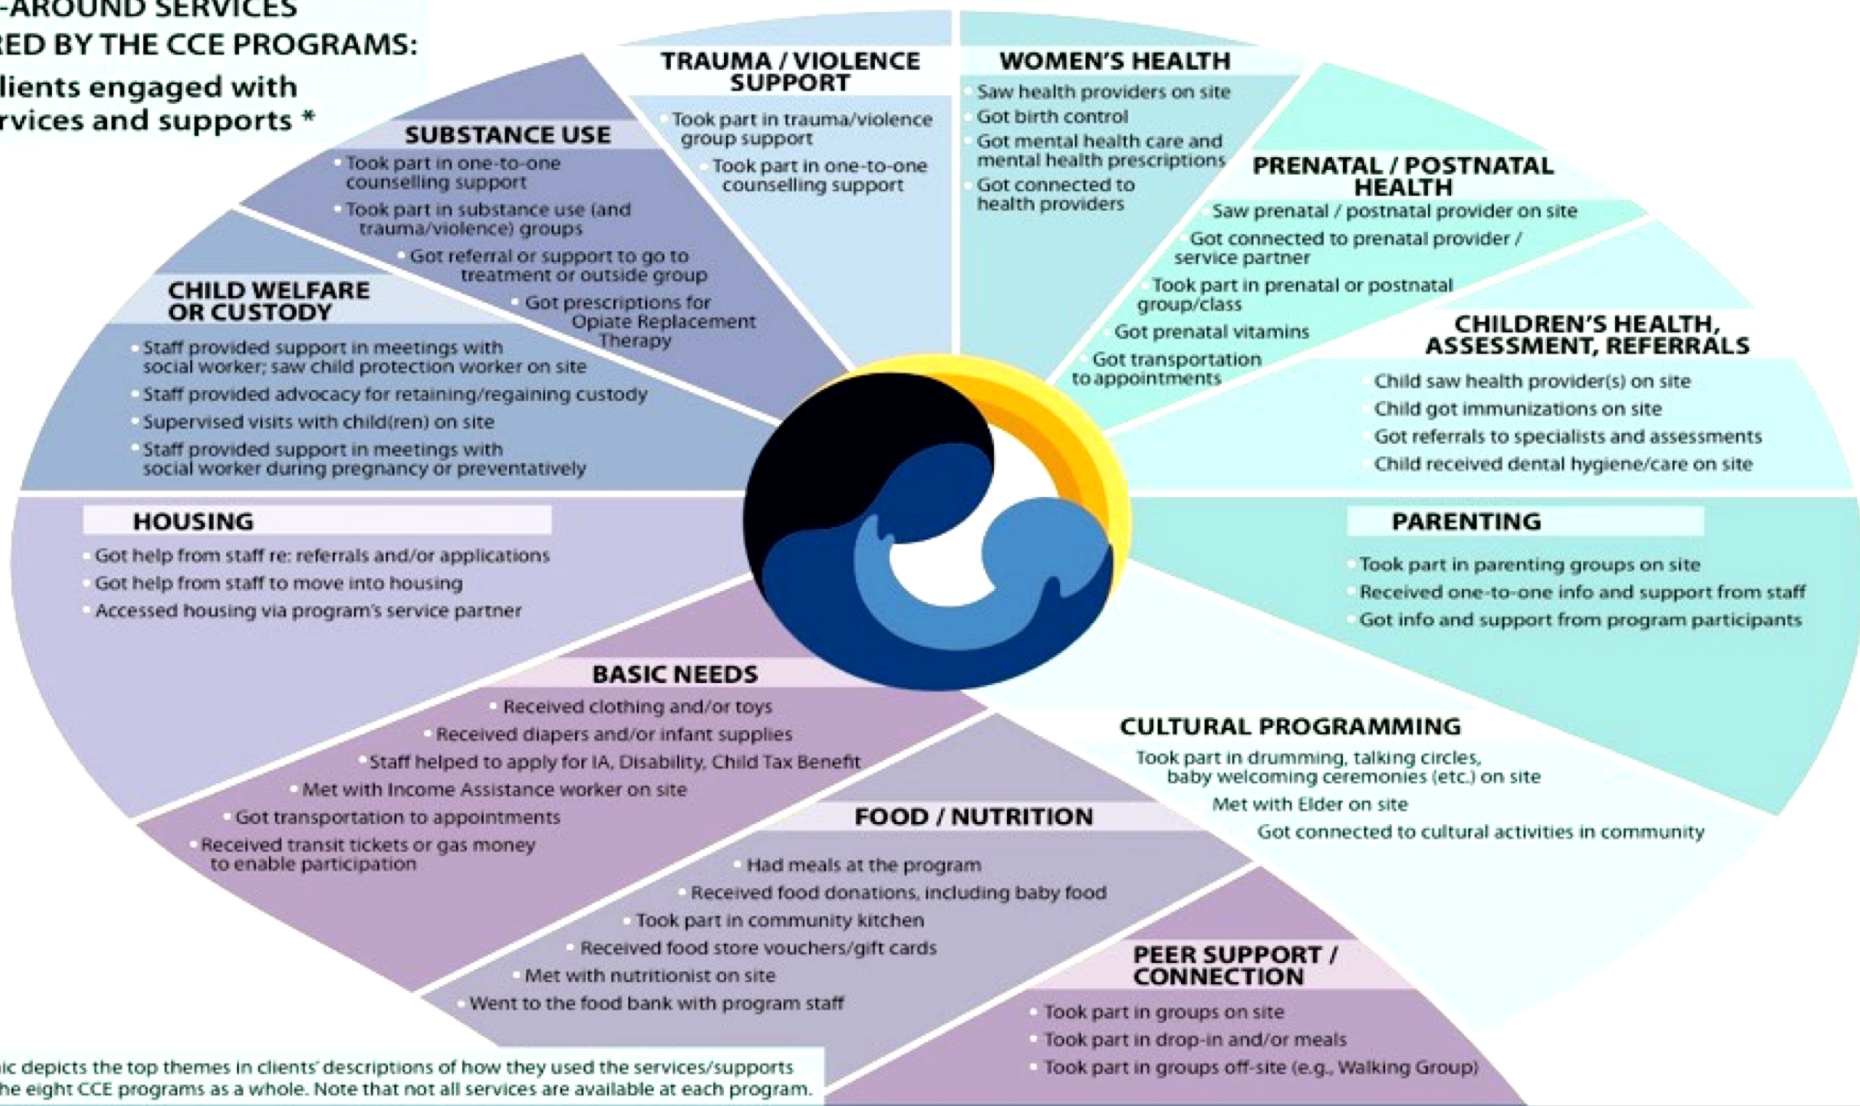 -AROUND SERVICES
RED BY THE CCE PROGRAMS:
lients engaged with
rvices and supports *
TRAUMA / VIOLENCE
SUPPORT
Took part in trauma/violence
group support
Took part in one-to-one
counselling support
WOMEN'S HEALTH
Saw health providers on site
Got birth control
Got mental health care and
mental health prescriptions
Got connected to
health providers
PRENATAL / POSTNATAL
HEALTH
Saw prenatal / postnatal provider on site
Got connected to prenatal provider /
service partner
Took part in prenatal or postnatal
group/class
Got prenatal vitamins
Got transportation
to appointments
CHILDREN'S HEALTH,
ASSESSMENT, REFERRALS
Child saw health provider(s) on site
Child got immunizations on site
Got referrals to specialists and assessments
Child received dental hygiene/care on site
PARENTING
Took part in parenting groups on site
Received one-to-one info and support from staff
Got info and support from program participants
CULTURAL PROGRAMMING
Took part in drumming, talking circles,
baby welcoming ceremonies (etc.) on site
Met with Elder on site
Got connected to cultural activities in community
PEER SUPPORT /
CONNECTION
• Took part in groups on site
• Took part in drop-in and/or meals
• Took part in groups off-site (e.g., Walking Group)
FOOD / NUTRITION
• Had meals at the program
• Received food donations, including baby food
• Took part in community kitchen
• Received food store vouchers/gift cards
• Met with nutritionist on site
• Went to the food bank with program staff
BASIC NEEDS
• Received clothing and/or toys
• Received diapers and/or infant supplies
• Staff helped to apply for IA, Disability, Child Tax Benefit
• Met with Income Assistance worker on site
• Got transportation to appointments
• Received transit tickets or gas money
to enable participation
HOUSING
• Got help from staff re: referrals and/or applications
• Got help from staff to move into housing
• Accessed housing via program's service partner
CHILD WELFARE
OR CUSTODY
• Staff provided support in meetings with
social worker; saw child protection worker on site
• Staff provided advocacy for retaining/regaining custody
• Supervised visits with child(ren) on site
• Staff provided support in meetings with
social worker during pregnancy or preventatively
SUBSTANCE USE
• Took part in one-to-one
counselling support
• Took part in substance use (and
trauma/violence) groups
• Got referral or support to go to
treatment or outside group
• Got prescriptions for
Opiate Replacement
Therapy
ic depicts the top themes in clients' descriptions of how they used the services/supports
he eight CCE programs as a whole. Note that not all services are available at each program.